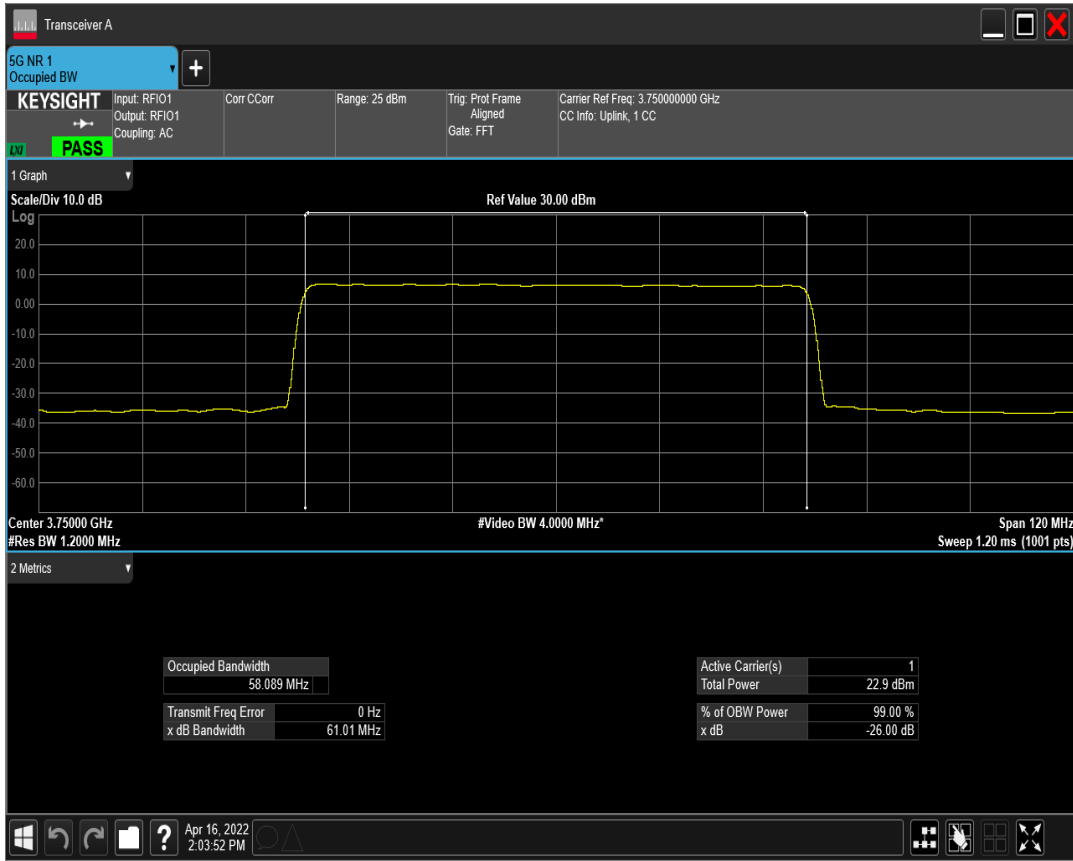 Transceiver A
5G NR 1
Occupied BW
KEYSIGHT
LXI
PASS
Input: RFIO1
Output: RFIO1
Coupling: AC
Corr CCorr
Range: 25 dBm
Trig: Prot Frame
Aligned
Gate: FFT
Carrier Ref Freq: 3.750000000 GHz
CC Info: Uplink, 1 CC
1 Graph
Scale/Div 10.0 dB
Ref Value 30.00 dBm
Log
20.0
10.0
0.00
-10.0
-20.0
-30.0
-40.0
-50.0
-60.0
Center 3.75000 GHz
#Video BW 4.0000 MHz*
Span 120 MHz
#Res BW 1.2000 MHz
Sweep 1.20 ms (1001 pts)
2 Metrics
Occupied Bandwidth
58.089 MHz
Transmit Freq Error 0 Hz
x dB Bandwidth 61.01 MHz
Active Carrier(s) 1
Total Power 22.9 dBm
% of OBW Power 99.00 %
x dB -26.00 dB
?
Apr 16, 2022
2:03:52 PM